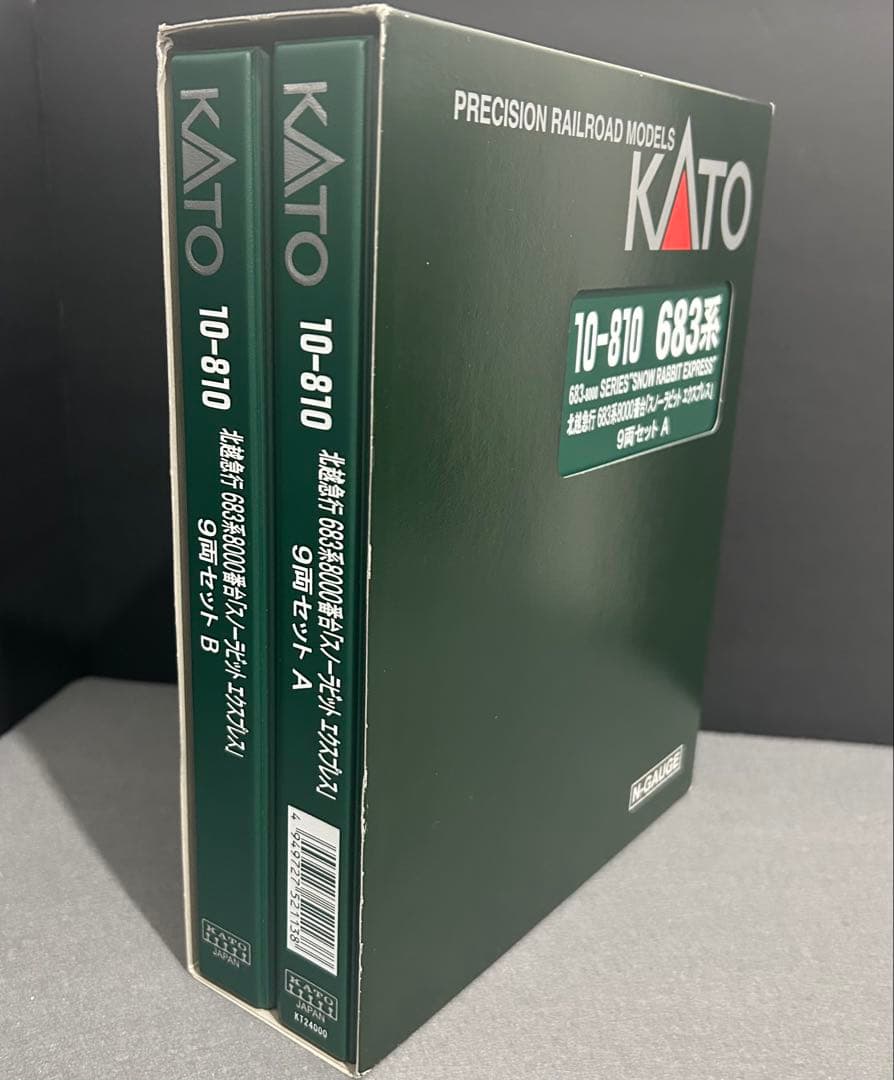 KATO
10-810
北越急行 683系8000番台「スノーラビット エクスプレス」
9両セット B
KATO
JAPAN
KATO
10-810
北越急行 683系8000番台「スノーラビット エクスプレス」
9両セット A
4 949727 521138
KATO
JAPAN
KT24000
PRECISION RAILROAD MODELS
KATO
10-810 683系
683-8000 SERIES "SNOW RABBIT EXPRESS"
北越急行 683系8000番台「スノーラビット エクスプレス」
9両セット A
N-GAUGE